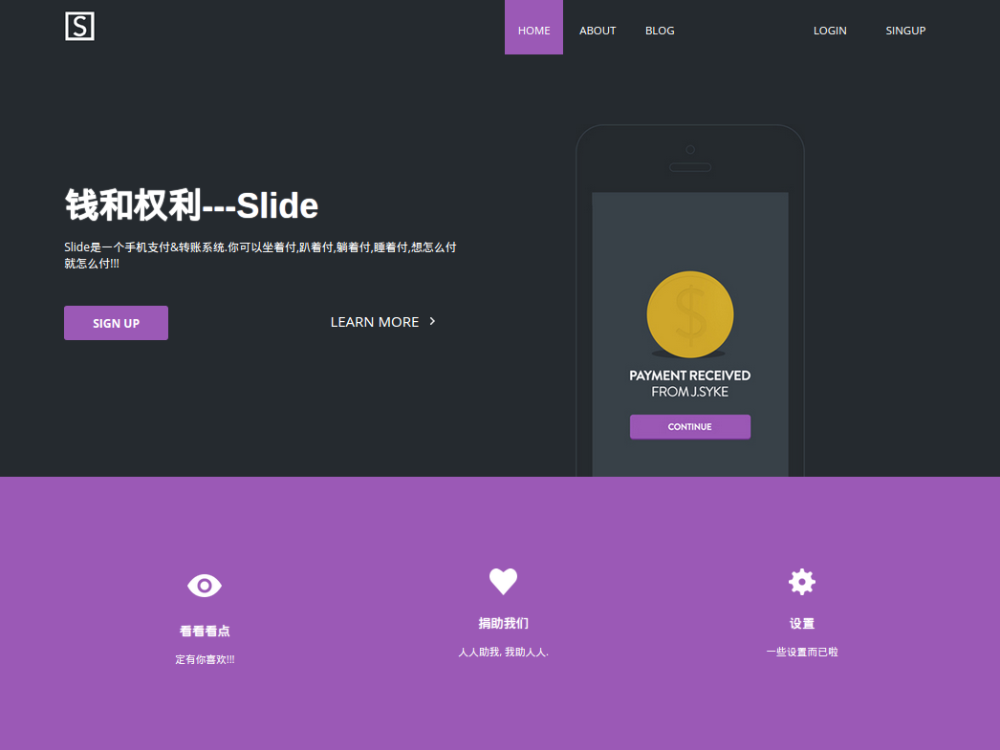 S
HOME
ABOUT
BLOG
LOGIN
SINGUP
钱和权利---Slide
Slide是一个手机支付&转账系统.你可以坐着付,趴着付,躺着付,睡着付,想怎么付
就怎么付!!!
SIGN UP
LEARN MORE
$
PAYMENT RECEIVED
FROM J.SYKE
CONTINUE
看看看点
定有你喜欢!!!
捐助我们
人人助我, 我助人人.
设置
一些设置而已啦